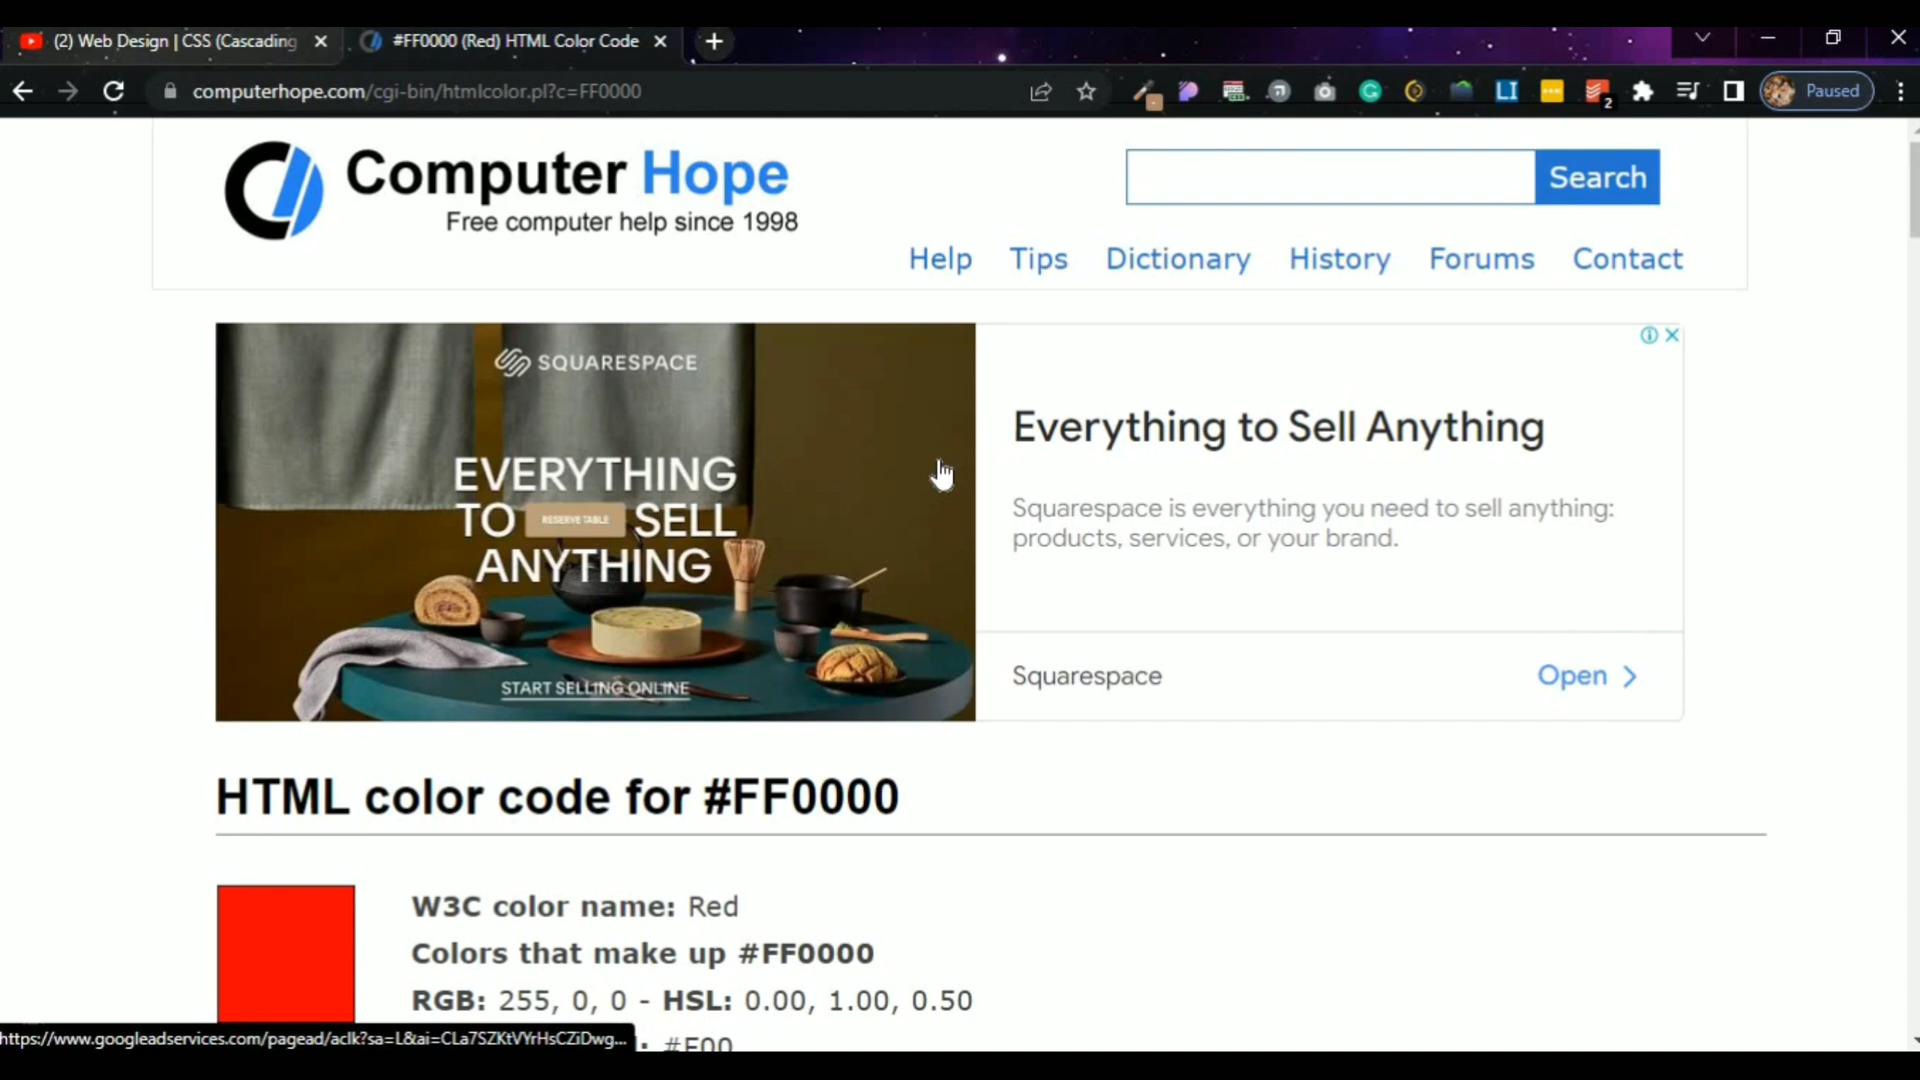 (2) Web Design | CSS (Cascading
#FF0000 (Red) HTML Color Code
computerhope.com/cgi-bin/htmlcolor.pl?c=FF0000
LI
2
Paused
Computer Hope
Free computer help since 1998
Search
Help
Tips
Dictionary
History
Forums
Contact
SQUARESPACE
EVERYTHING
TO RESERVE TABLE SELL
ANYTHING
START SELLING ONLINE
Everything to Sell Anything
Squarespace is everything you need to sell anything:
products, services, or your brand.
Squarespace
Open
HTML color code for #FF0000
W3C color name: Red
Colors that make up #FF0000
RGB: 255, 0, 0 - HSL: 0.00, 1.00, 0.50
#F00
https://www.googleadservices.com/pagead/aclk?sa=L&ai=CLa7SZKtVYrHsCZiDwg...